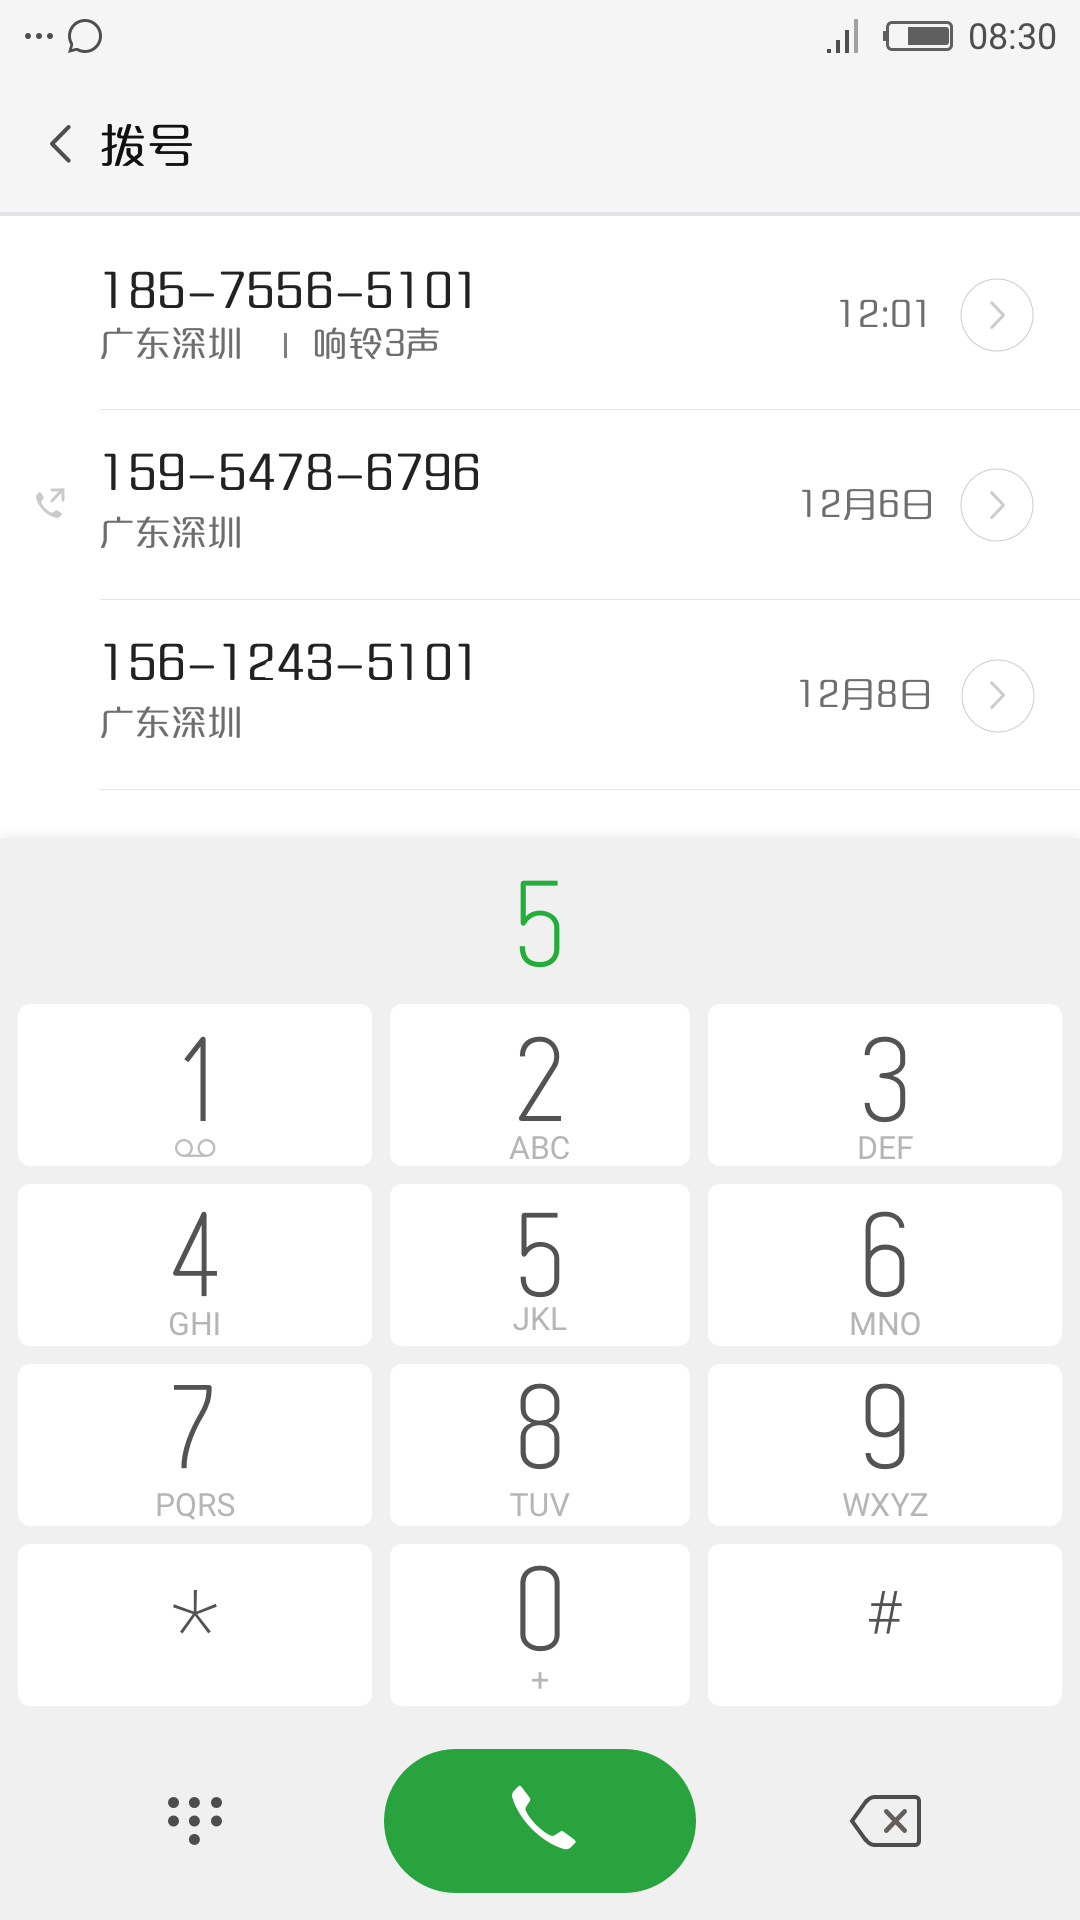 08:30
拨号
185-7556-5101
广东深圳 | 响铃3声
12:01
159-5478-6796
广东深圳
12月6日
156-1243-5101
广东深圳
12月8日
5
1 2 3
ABC DEF
4 5 6
GHI JKL MNO
7 8 9
PQRS TUV WXYZ
* 0 #
+